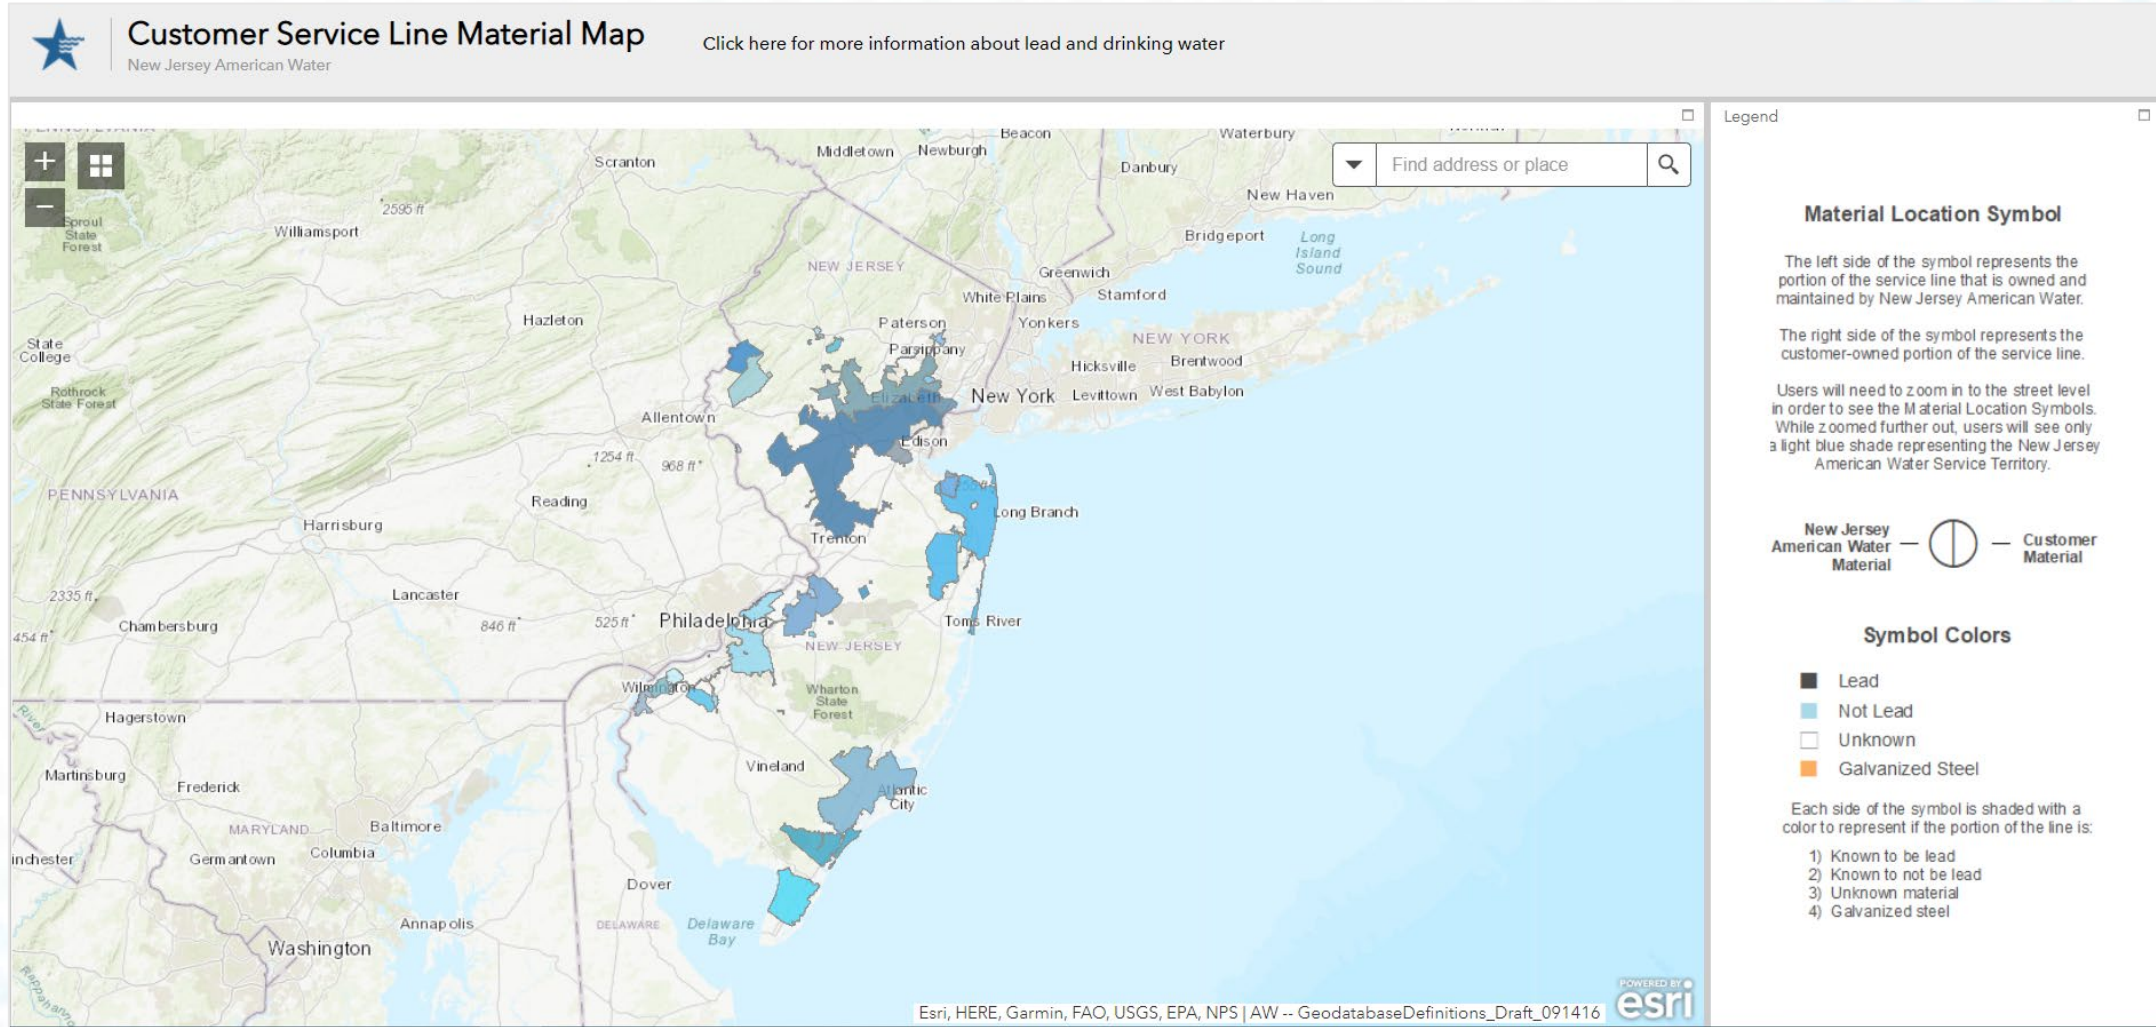 Customer Service Line Material Map
New Jersey American Water
Click here for more information about lead and drinking water
Find address or place
Beacon
Waterbury
Middletown
Newburgh
Scranton
Danbury
New Haven
2595 ft
Sproul
State
Forest
Williamsport
Bridgeport
Long
Island
Sound
NEW JERSEY
Greenwich
White Plains
Stamford
Hazleton
Paterson
Yonkers
NEW YORK
State
College
Parsippany
Hicksville
Brentwood
Rothrock
State Forest
Elizabeth
New York
Levittown
West Babylon
Allentown
Edison
1254 ft
968 ft
PENNSYLVANIA
Reading
Long Branch
Harrisburg
Trenton
2335 ft
Lancaster
Chambersburg
846 ft
525 ft
Philadelphia
Toms River
454 ft
NEW JERSEY
Wilmington
Wharton
State
Forest
River
Hagerstown
Vineland
Martinsburg
Frederick
Atlantic
City
MARYLAND
Baltimore
inchester
Germantown
Columbia
Dover
Annapolis
DELAWARE
Delaware
Bay
Washington
Esri, HERE, Garmin, FAO, USGS, EPA, NPS | AW -- GeodatabaseDefinitions_Draft_091416
POWERED BY
esri
Legend
Material Location Symbol
The left side of the symbol represents the
portion of the service line that is owned and
maintained by New Jersey American Water.
The right side of the symbol represents the
customer-owned portion of the service line.
Users will need to zoom in to the street level
in order to see the Material Location Symbols.
While zoomed further out, users will see only
a light blue shade representing the New Jersey
American Water Service Territory.
New Jersey
American Water
Material
Customer
Material
Symbol Colors
Lead
Not Lead
Unknown
Galvanized Steel
Each side of the symbol is shaded with a
color to represent if the portion of the line is:
1) Known to be lead
2) Known to not be lead
3) Unknown material
4) Galvanized steel